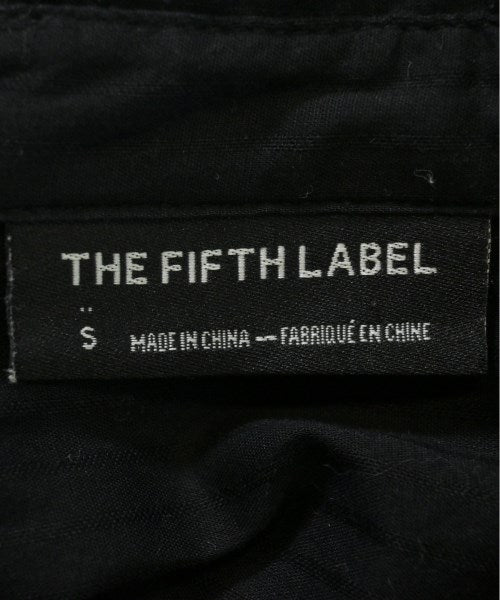 THE FIFTH LABEL
S̈ MADE IN CHINA — FABRIQUÉ EN CHINE